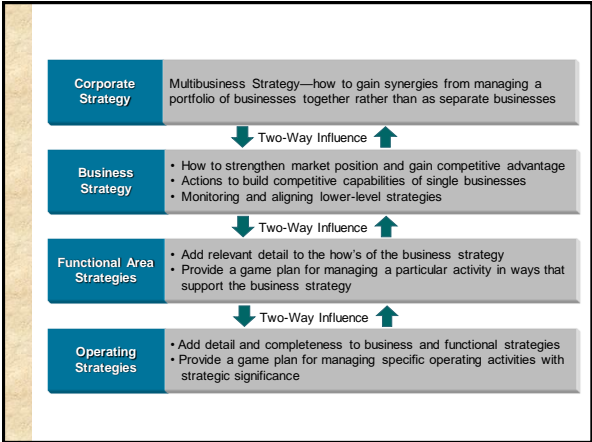 Corporate
Strategy
Multibusiness Strategy—how to gain synergies from managing a
portfolio of businesses together rather than as separate businesses
Two-Way Influence
Business
Strategy
• How to strengthen market position and gain competitive advantage
• Actions to build competitive capabilities of single businesses
• Monitoring and aligning lower-level strategies
Two-Way Influence
Functional Area
Strategies
• Add relevant detail to the how’s of the business strategy
• Provide a game plan for managing a particular activity in ways that
support the business strategy
Two-Way Influence
Operating
Strategies
• Add detail and completeness to business and functional strategies
• Provide a game plan for managing specific operating activities with
strategic significance